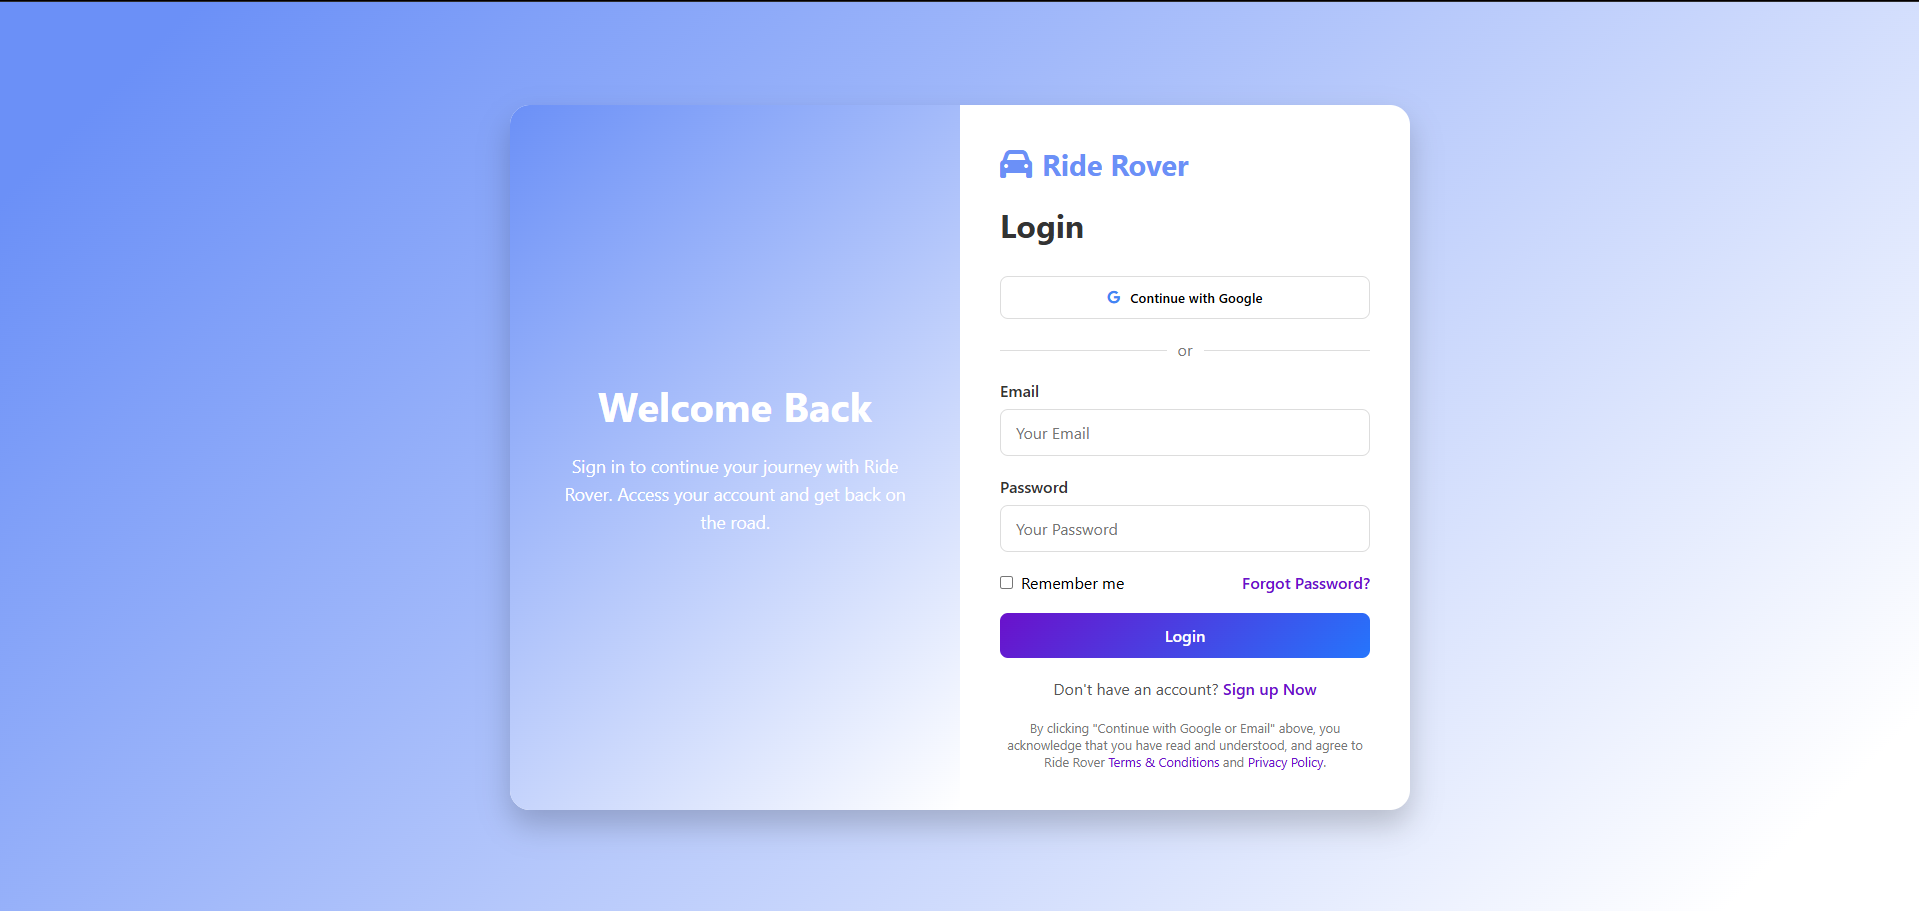 Welcome Back
Sign in to continue your journey with Ride
Rover. Access your account and get back on
the road.
Ride Rover
Login
Continue with Google
or
Email
Your Email
Password
Your Password
Remember me
Forgot Password?
Login
Don't have an account? Sign up Now
By clicking "Continue with Google or Email" above, you
acknowledge that you have read and understood, and agree to
Ride Rover Terms & Conditions and Privacy Policy.